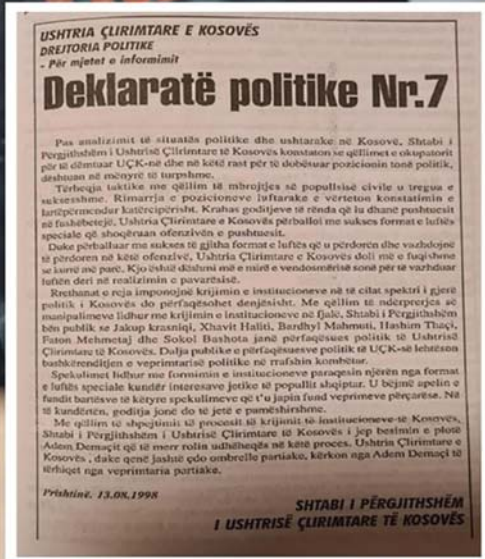 USHTRIA ÇLIRIMTARE E KOSOVËS
DREJTORIA POLITIKE
- Për mjetet e informimit
Deklaratë politike Nr.7
Pas analizimit të situatës politike dhe ushtarake në Kosovë, Shtabi i
Përgjithshëm i Ushtrisë Çlirimtare të Kosovës konstaton se qëllimet e okupatorit
për të dëmtuar UÇK-në dhe në këtë rast për të dobësuar pozicionin tonë politik,
dështuan në mënyrë të turpshme.
Tërheqja taktike me qëllim të mbrojtjes së popullsisë civile u tregua e
suksesshme. Rimarrja e pozicioneve luftarake e vërteton konstatimin e
lartëpërmendur katërcipërisht. Krahas goditjeve të rënda që iu dhanë pushtuesit
në fushëbetejë, Ushtria Çlirimtare e Kosovës përballoi me sukses format e luftës
speciale që shoqëruan ofenzivën e pushtuesit.
Duke përballuar me sukses të gjitha format e luftës që u përdorën dhe vazhdojnë
të përdoren në këtë ofenzivë, Ushtria Çlirimtare e Kosovës doli më e fuqishme
se kurrë më parë. Kjo është dëshmi më e mirë e vendosmërisë sonë për të vazhduar
luftën deri në realizimin e pavarësisë.
Rrethanat e reja imponojnë krijimin e institucioneve në të cilat spektri i gjerë
politik i Kosovës do përfaqësohet denjësisht. Me qëllim të ndërprerjes së
manipulimeve lidhur me krijimin e institucioneve në fjalë, Shtabi i Përgjithshëm
bën publik se Jakup krasniqi, Xhavit Haliti, Bardhyl Mahmuti, Hashim Thaçi,
Faton Mehmetaj dhe Sokol Bashota janë përfaqësues politik të Ushtrisë
Çlirimtare të Kosovës. Dalja publike e përfaqësuesve politik të UÇK-së lehtëson
bashkërenditjen e veprimtarisë politike në rrafshin kombëtar.
Spekulimet lidhur me formimin e institucioneve paraqesin njëren nga format
e luftës speciale kundër interesave jetike të popullit shqiptar. U bëjmë apelin e
fundit bartësve të këtyre spekulimeve që t'u japin fund veprimeve përçarëse. Në
të kundërtën, goditja jonë do të jetë e pamëshirshme.
Me qëllim të shpejtimit të procesit të krijimit të institucioneve të Kosovës,
Shtabi i Përgjithshëm i Ushtrisë Çlirimtare të Kosovës i jep besimin e plotë
Adem Demaçit që të merr rolin udhëheqës në këtë proces. Ushtria Çlirimtare e
Kosovës, duke qenë jashtë çdo ombrelle partiake, kërkon nga Adem Demaçi të
tërhiqet nga veprimtaria partiake.
Prishtinë, 13.08.1998
SHTABI I PËRGJITHSHËM
I USHTRISË ÇLIRIMTARE TË KOSOVËS